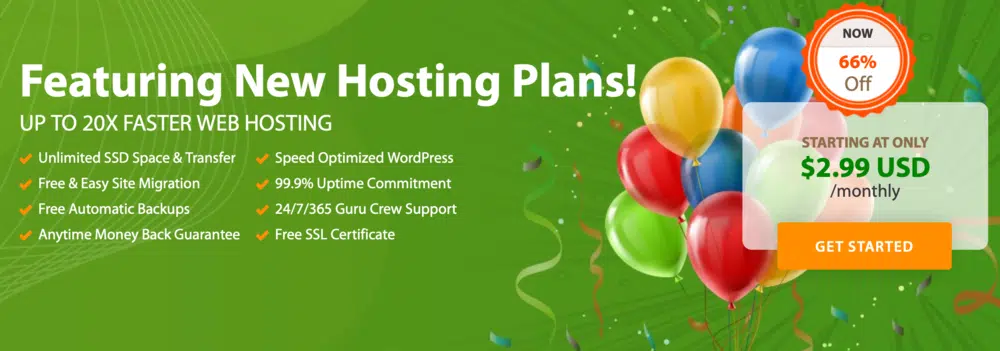 Featuring New Hosting Plans!
UP TO 20X FASTER WEB HOSTING
Unlimited SSD Space & Transfer
Free & Easy Site Migration
Free Automatic Backups
Anytime Money Back Guarantee
Speed Optimized WordPress
99.9% Uptime Commitment
24/7/365 Guru Crew Support
Free SSL Certificate
NOW
66%
Off
STARTING AT ONLY
$2.99 USD
/monthly
GET STARTED